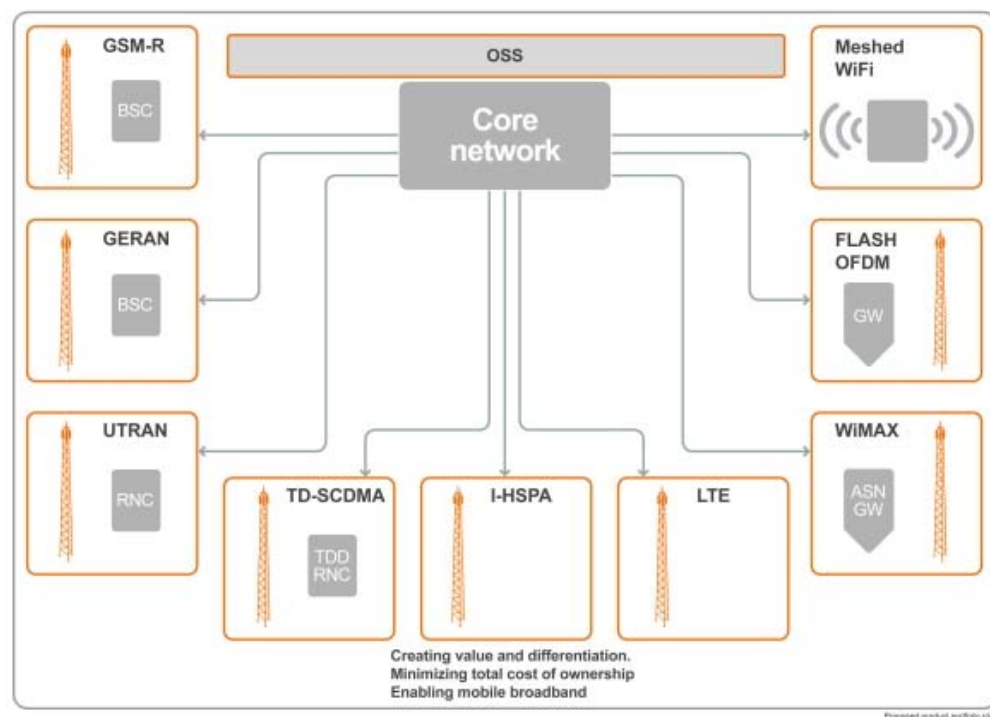 GSM-R
BSC
OSS
Core
network
Meshed
WiFi
GERAN
BSC
FLASH
OFDM
GW
UTRAN
RNC
TD-SCDMA
TDD
RNC
I-HSPA
LTE
WiMAX
ASN
GW
Creating value and differentiation.
Minimizing total cost of ownership
Enabling mobile broadband